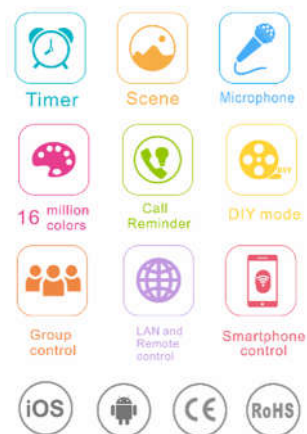 Timer
Scene
Microphone
16 million
colors
Call
Reminder
DIY mode
Group
control
LAN and
Remote
control
Smartphone
control
iOS
CE
RoHS